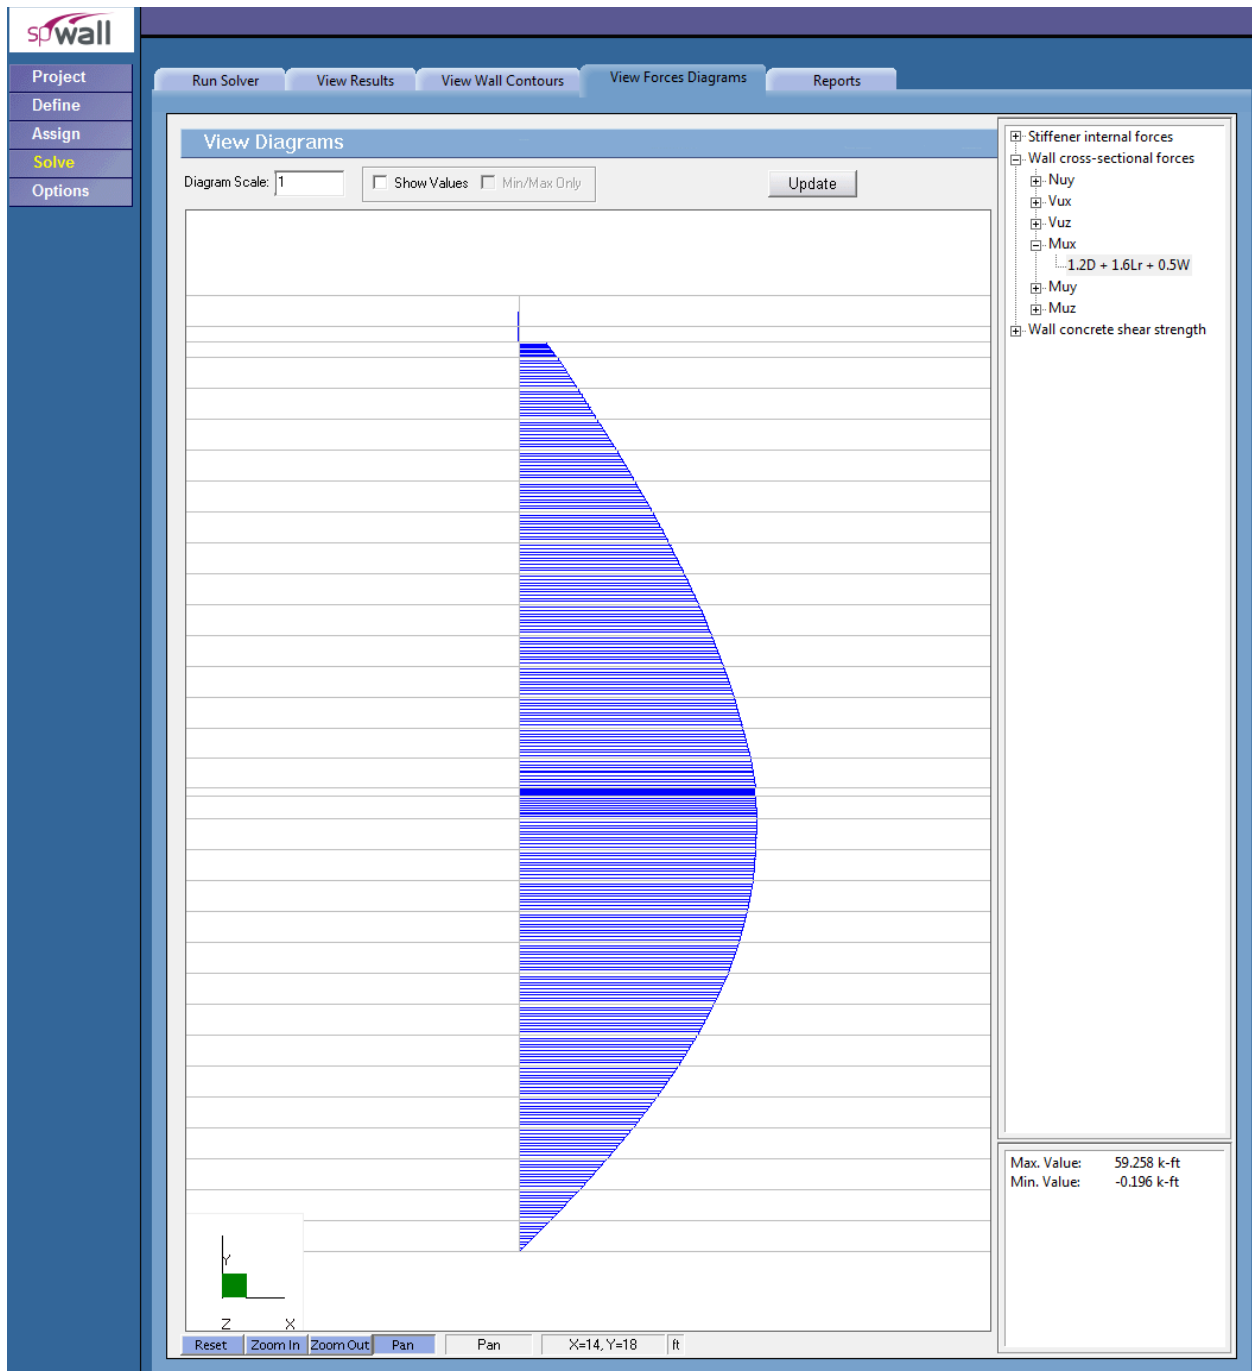 spwall
Project
Define
Assign
Solve
Options
Run Solver
View Results
View Wall Contours
View Forces Diagrams
Reports
View Diagrams
Diagram Scale: 1
Show Values
Min/Max Only
Update
Stiffener internal forces
Wall cross-sectional forces
Nuy
Vux
Vuz
Mux
1.2D + 1.6Lr + 0.5W
Muy
Muz
Wall concrete shear strength
Max. Value: 59.258 k-ft
Min. Value: -0.196 k-ft
Y
Z X
Reset Zoom In Zoom Out Pan Pan X=14, Y=18 ft